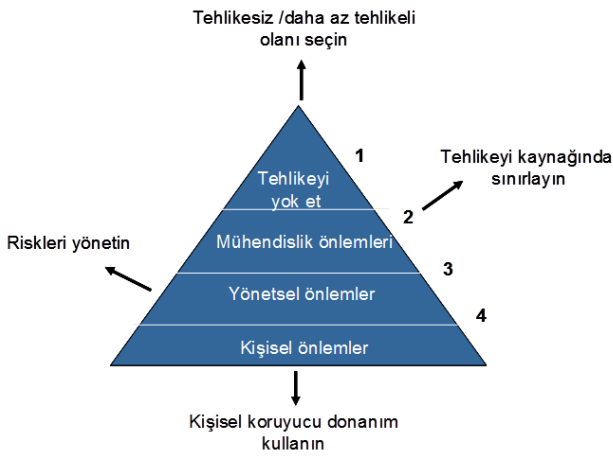 Tehlikesiz /daha az tehlikeli
olanı seçin
1
Tehlikeyi kaynağında
sınırlayın
Tehlikeyi
yok et
2
Riskleri yönetin
Mühendislik önlemleri
3
Yönetsel önlemler
4
Kişisel önlemler
Kişisel koruyucu donanım
kullanın